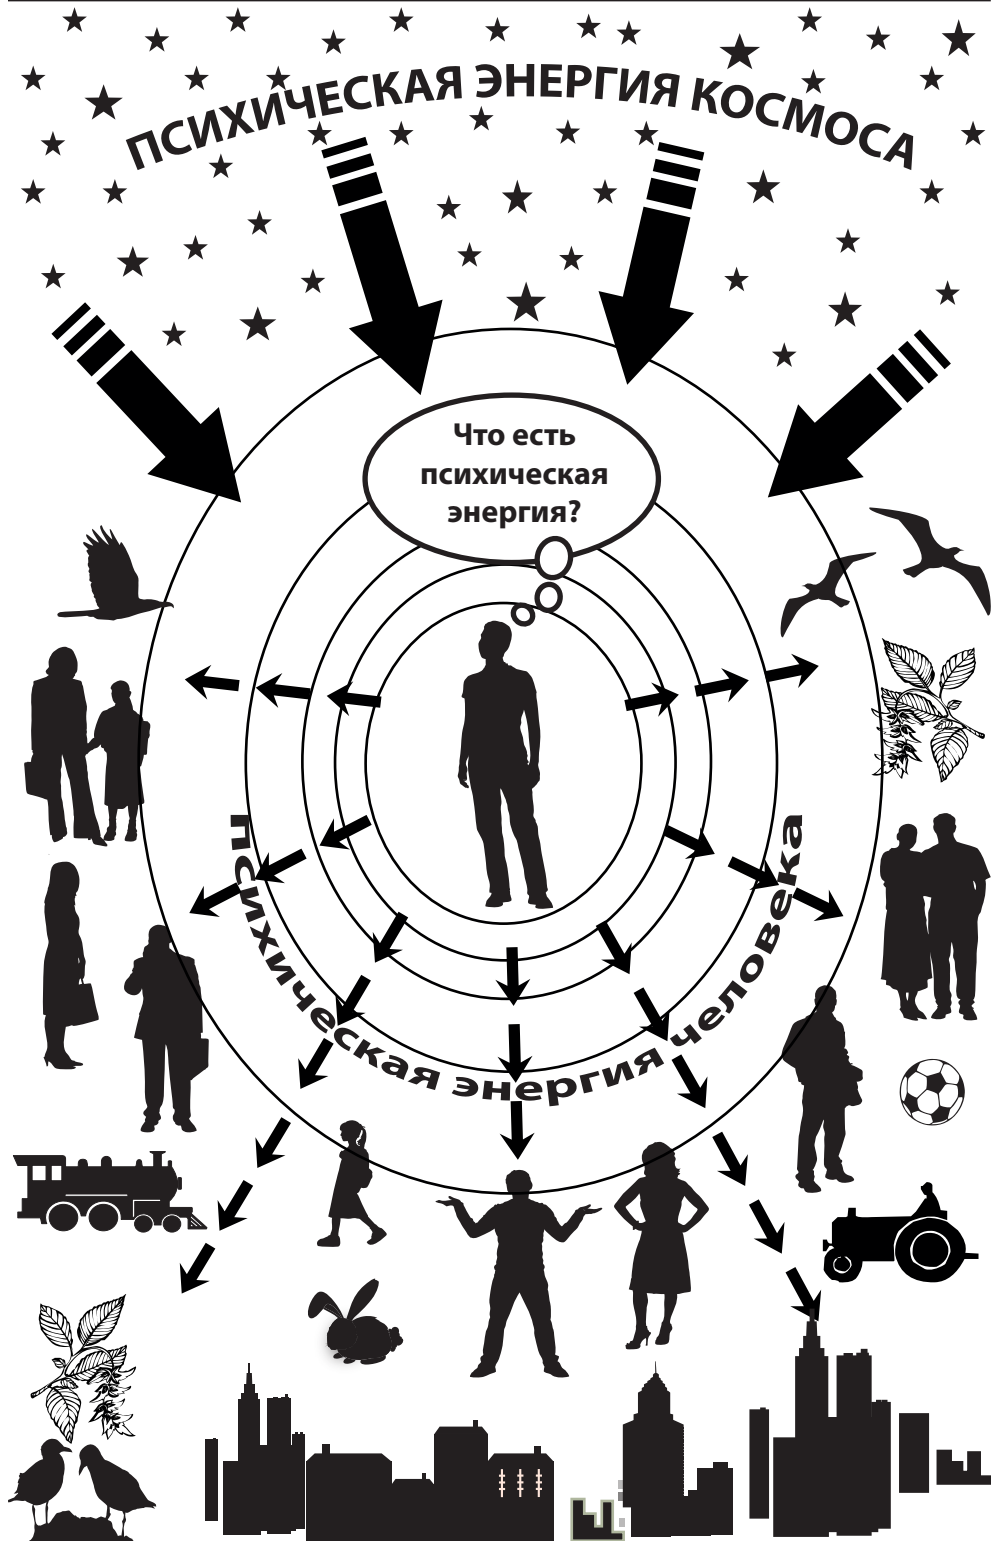 ПСИХИЧЕСКАЯ ЭНЕРГИЯ КОСМОСА
Что есть
психическая
энергия?
психическая энергия человека